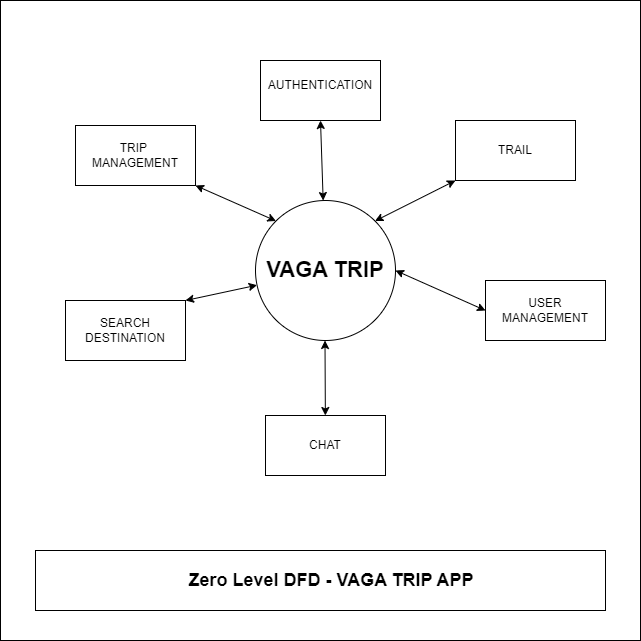 AUTHENTICATION
TRIP
MANAGEMENT
TRAIL
VAGA TRIP
USER
MANAGEMENT
SEARCH
DESTINATION
CHAT
Zero Level DFD - VAGA TRIP APP